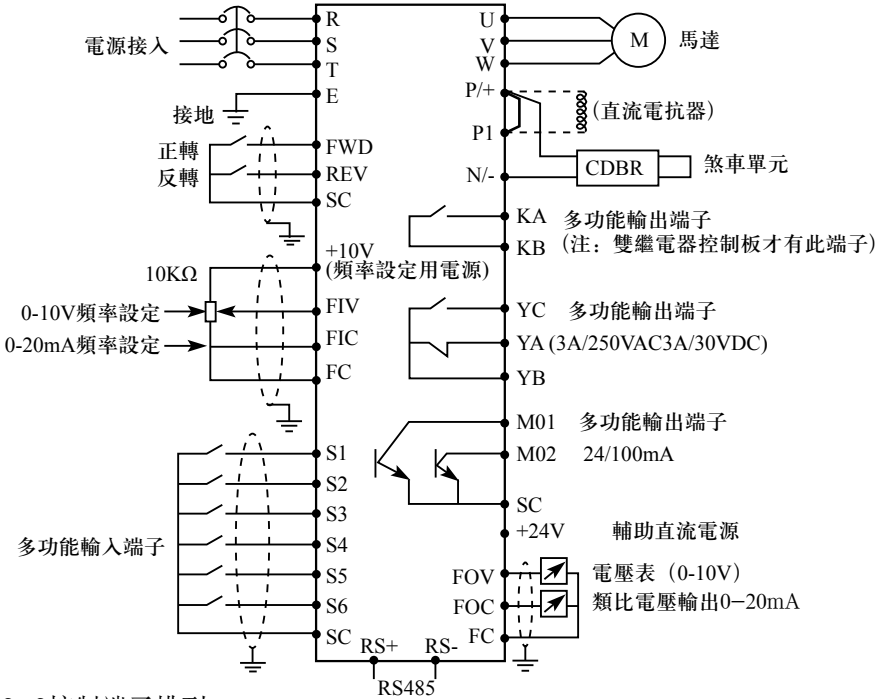 R
S
T
E
電源接入
接地
正轉
反轉
FWD
REV
SC
+10V
(頻率設定用電源)
10KΩ
0-10V頻率設定
FIV
0-20mA頻率設定
FIC
FC
多功能輸入端子
S1
S2
S3
S4
S5
S6
SC
RS+ RS-
RS485
U
V
W
M 馬達
P/+
(直流電抗器)
P1
N/-
CDBR 煞車單元
KA 多功能輸出端子
KB (注：雙繼電器控制板才有此端子)
YC 多功能輸出端子
YA (3A/250VAC3A/30VDC)
YB
M01 多功能輸出端子
M02 24/100mA
SC
+24V 輔助直流電源
FOV 電壓表（0-10V）
FOC 類比電壓輸出0−20mA
FC